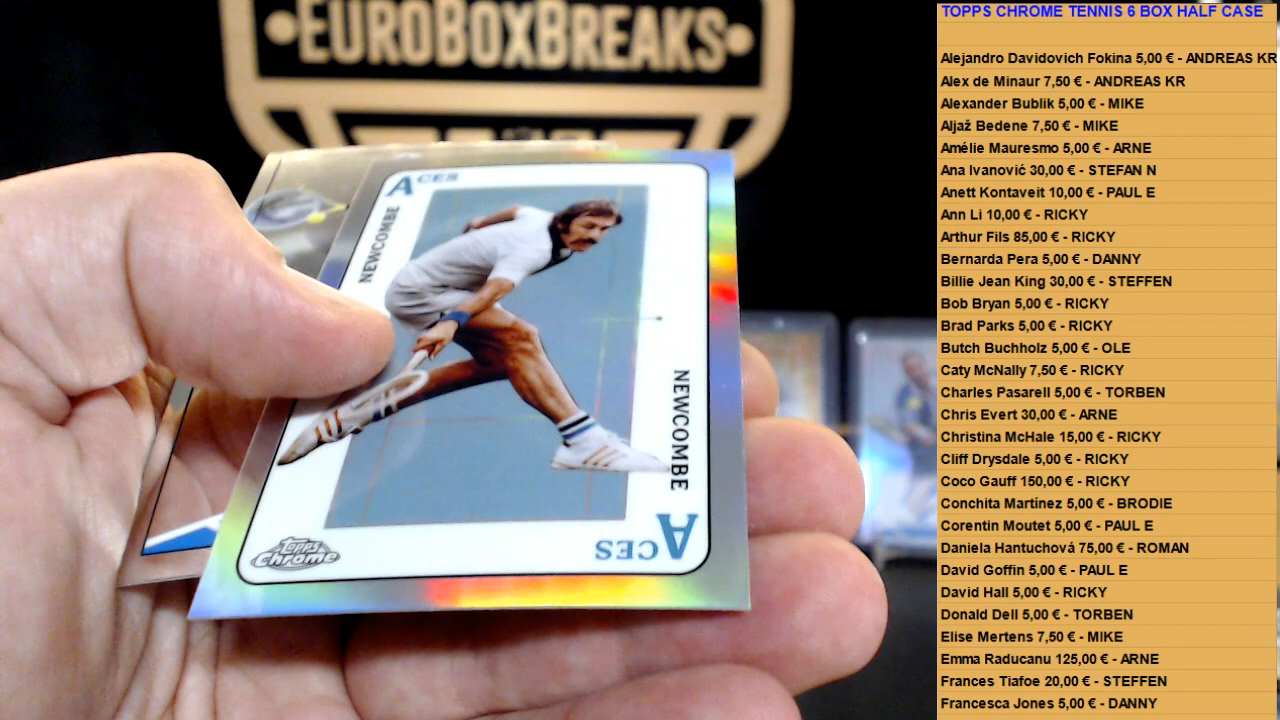 •EUROBOXBREAKS•
ACES
NEWCOMBE
NEWCOMBE
ACES
TOPPS
Chrome
TOPPS CHROME TENNIS 6 BOX HALF CASE
Alejandro Davidovich Fokina 5,00 € - ANDREAS KR
Alex de Minaur 7,50 € - ANDREAS KR
Alexander Bublik 5,00 € - MIKE
Aljaž Bedene 7,50 € - MIKE
Amélie Mauresmo 5,00 € - ARNE
Ana Ivanović 30,00 € - STEFAN N
Anett Kontaveit 10,00 € - PAUL E
Ann Li 10,00 € - RICKY
Arthur Fils 85,00 € - RICKY
Bernarda Pera 5,00 € - DANNY
Billie Jean King 30,00 € - STEFFEN
Bob Bryan 5,00 € - RICKY
Brad Parks 5,00 € - RICKY
Butch Buchholz 5,00 € - OLE
Caty McNally 7,50 € - RICKY
Charles Pasarell 5,00 € - TORBEN
Chris Evert 30,00 € - ARNE
Christina McHale 15,00 € - RICKY
Cliff Drysdale 5,00 € - RICKY
Coco Gauff 150,00 € - RICKY
Conchita Martínez 5,00 € - BRODIE
Corentin Moutet 5,00 € - PAUL E
Daniela Hantuchová 75,00 € - ROMAN
David Goffin 5,00 € - PAUL E
David Hall 5,00 € - RICKY
Donald Dell 5,00 € - TORBEN
Elise Mertens 7,50 € - MIKE
Emma Raducanu 125,00 € - ARNE
Frances Tiafoe 20,00 € - STEFFEN
Francesca Jones 5,00 € - DANNY